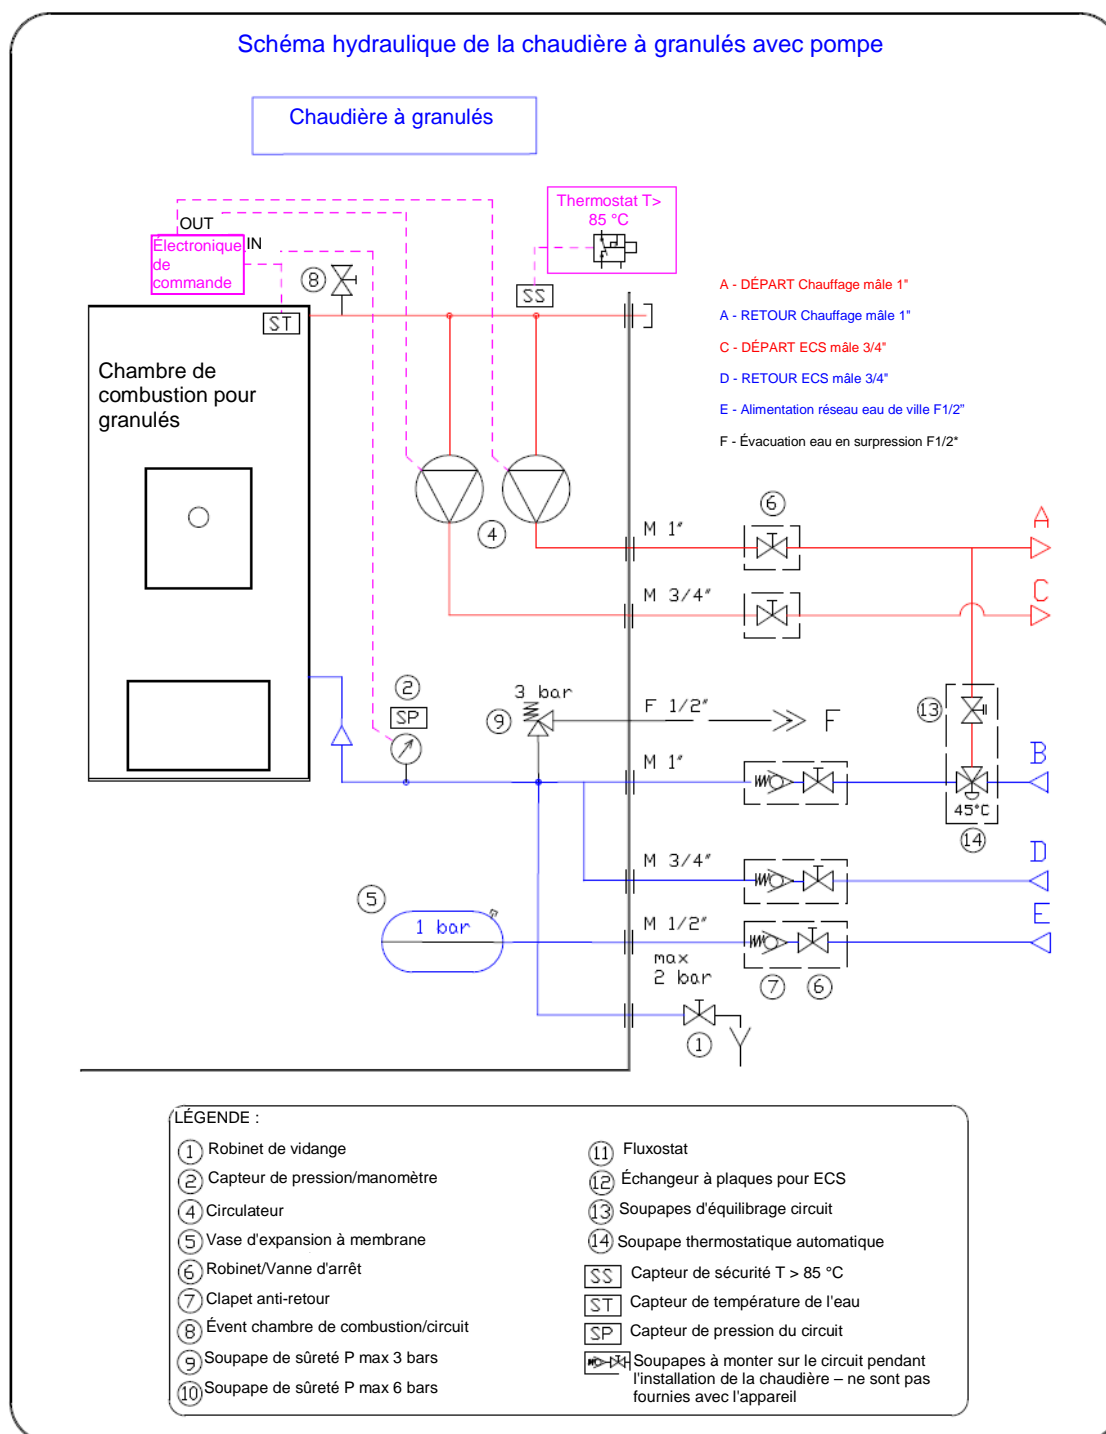 Schéma hydraulique de la chaudière à granulés avec pompe
Chaudière à granulés
Thermostat T>
85 °C
OUT
IN
Électronique
de
commande
8
SS
ST
A - DÉPART Chauffage mâle 1"
A - RETOUR Chauffage mâle 1"
C - DÉPART ECS mâle 3/4"
D - RETOUR ECS mâle 3/4"
E - Alimentation réseau eau de ville F1/2"
F - Évacuation eau en surpression F1/2*
Chambre de
combustion pour
granulés
4
M 1"
6
A
M 3/4"
C
2
SP
3 bar
9
F 1/2"
F
13
M 1"
B
45°C
14
M 3/4"
D
5
1 bar
M 1/2"
E
max
2 bar
7
6
1
LÉGENDE :
1 Robinet de vidange
2 Capteur de pression/manomètre
4 Circulateur
5 Vase d'expansion à membrane
6 Robinet/Vanne d'arrêt
7 Clapet anti-retour
8 Évent chambre de combustion/circuit
9 Soupape de sûreté P max 3 bars
10 Soupape de sûreté P max 6 bars
11 Fluxostat
12 Échangeur à plaques pour ECS
13 Soupapes d'équilibrage circuit
14 Soupape thermostatique automatique
SS Capteur de sécurité T > 85 °C
ST Capteur de température de l'eau
SP Capteur de pression du circuit
Soupapes à monter sur le circuit pendant
l'installation de la chaudière – ne sont pas
fournies avec l'appareil